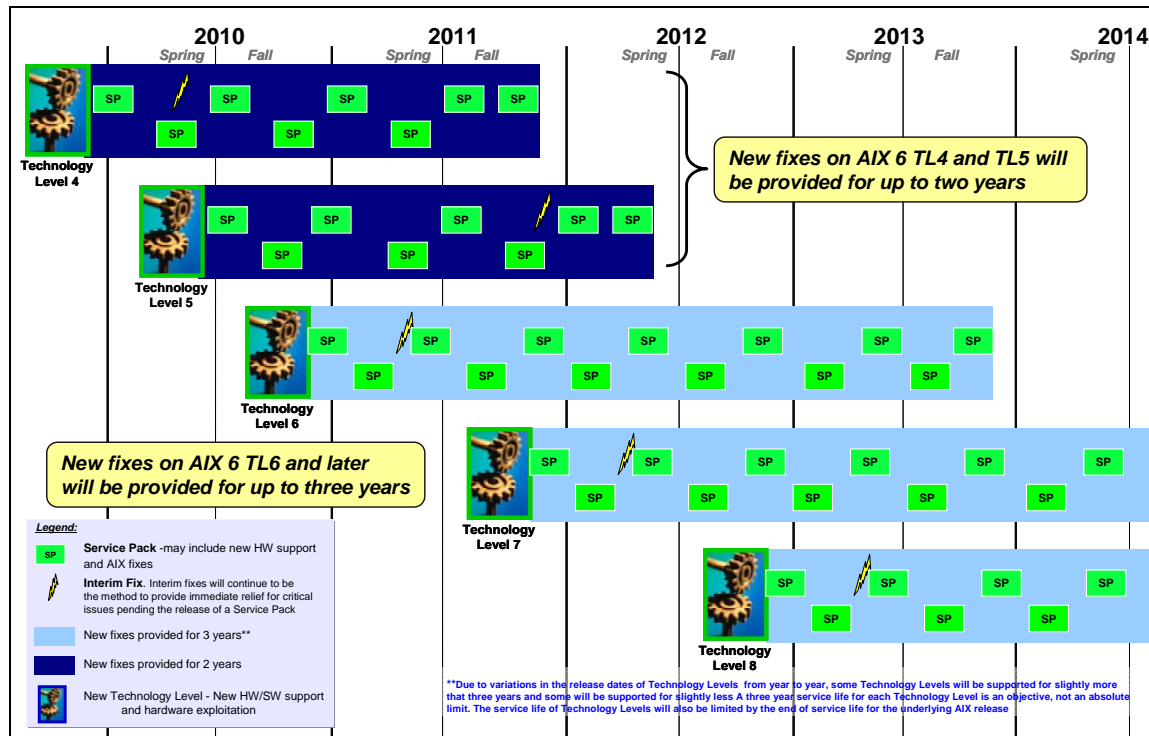 2010 2011 2012 2013 2014
Spring Fall Spring Fall Spring Fall Spring Fall Spring
SP SP SP SP SP
SP SP SP
Technology
Level 4
New fixes on AIX 6 TL4 and TL5 will
be provided for up to two years
SP SP SP SP SP
SP SP SP
Technology
Level 5
SP SP SP SP SP SP SP
SP SP SP SP SP SP
Technology
Level 6
New fixes on AIX 6 TL6 and later
will be provided for up to three years
SP SP SP SP SP SP
SP SP SP SP SP
Technology
Level 7
SP SP SP SP
SP SP SP
Technology
Level 8
Legend:
SP
Service Pack -may include new HW support
and AIX fixes
Interim Fix. Interim fixes will continue to be
the method to provide immediate relief for critical
issues pending the release of a Service Pack
New fixes provided for 3 years**
New fixes provided for 2 years
New Technology Level - New HW/SW support
and hardware exploitation
**Due to variations in the release dates of Technology Levels from year to year, some Technology Levels will be supported for slightly more
that three years and some will be supported for slightly less A three year service life for each Technology Level is an objective, not an absolute
limit. The service life of Technology Levels will also be limited by the end of service life for the underlying AIX release